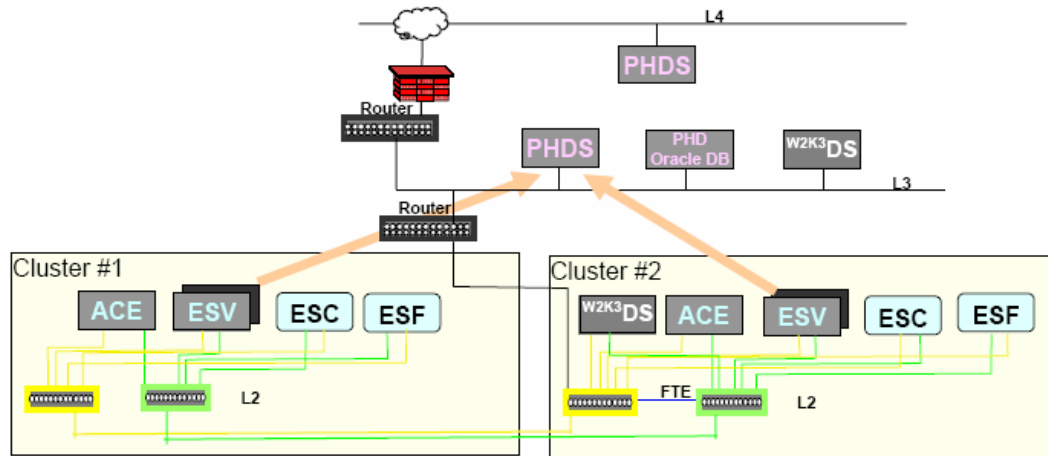 L4
PHDS
Router
PHDS
PHD
Oracle DB
W2K3DS
L3
Router
Cluster #1
ACE
ESV
ESC
ESF
L2
Cluster #2
W2K3DS
ACE
ESV
ESC
ESF
FTE
L2